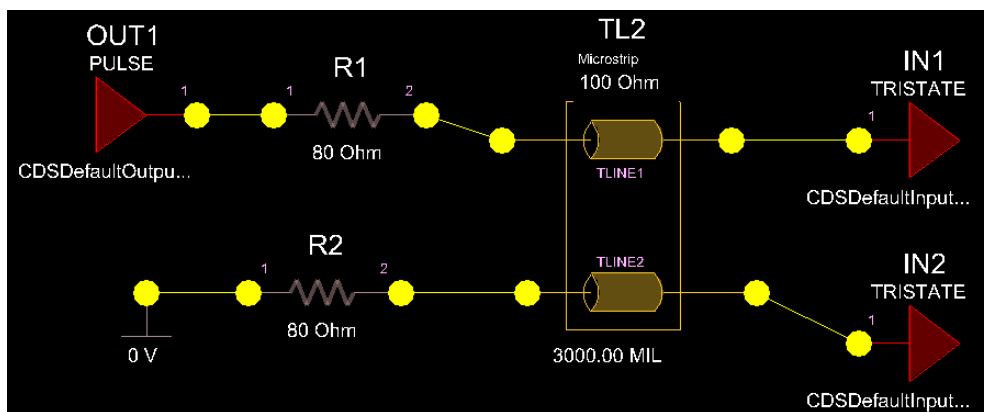 OUT1
PULSE
1
CDSDefaultOutpu...
R1
1
2
80 Ohm
TL2
Microstrip
100 Ohm
TLINE1
IN1
TRISTATE
1
CDSDefaultInput...
0 V
R2
1
2
80 Ohm
TLINE2
3000.00 MIL
IN2
TRISTATE
1
CDSDefaultInput...